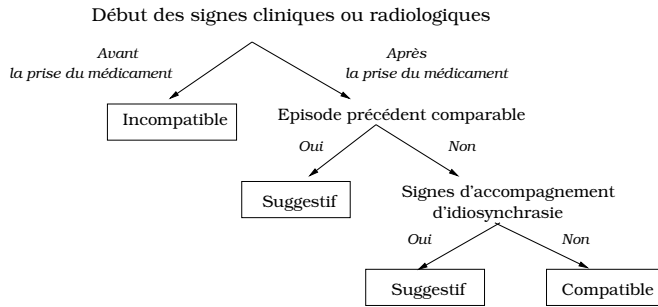 Début des signes cliniques ou radiologiques
Avant
la prise du médicament
Après
la prise du médicament
Incompatible
Episode précédent comparable
Oui
Non
Suggestif
Signes d'accompagnement
d'idiosynchrasie
Oui
Non
Suggestif
Compatible